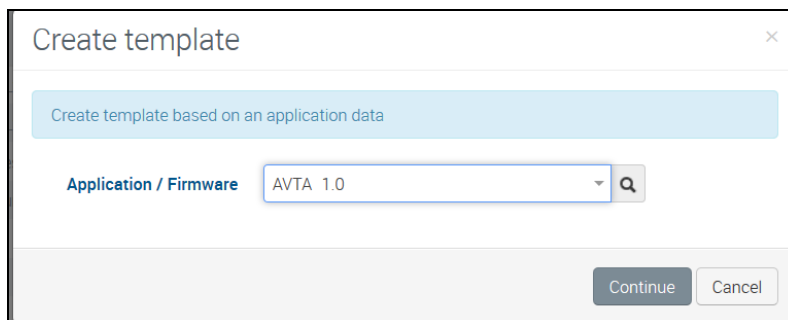 Create template
×
Create template based on an application data
Application / Firmware AVTA 1.0
Continue Cancel